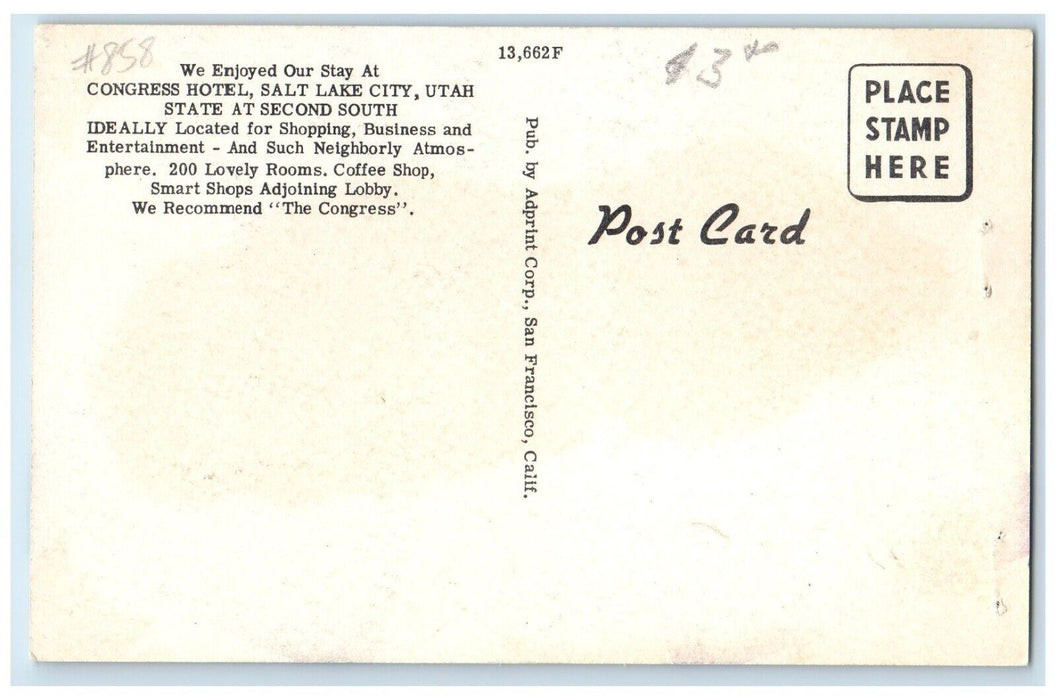 #858
13,662F
$3
We Enjoyed Our Stay At
CONGRESS HOTEL, SALT LAKE CITY, UTAH
STATE AT SECOND SOUTH
IDEALLY Located for Shopping, Business and
Entertainment - And Such Neighborly Atmos-
phere. 200 Lovely Rooms. Coffee Shop,
Smart Shops Adjoining Lobby.
We Recommend "The Congress".
Pub. by Adprint Corp., San Francisco, Calif.
PLACE
STAMP
HERE
Post Card